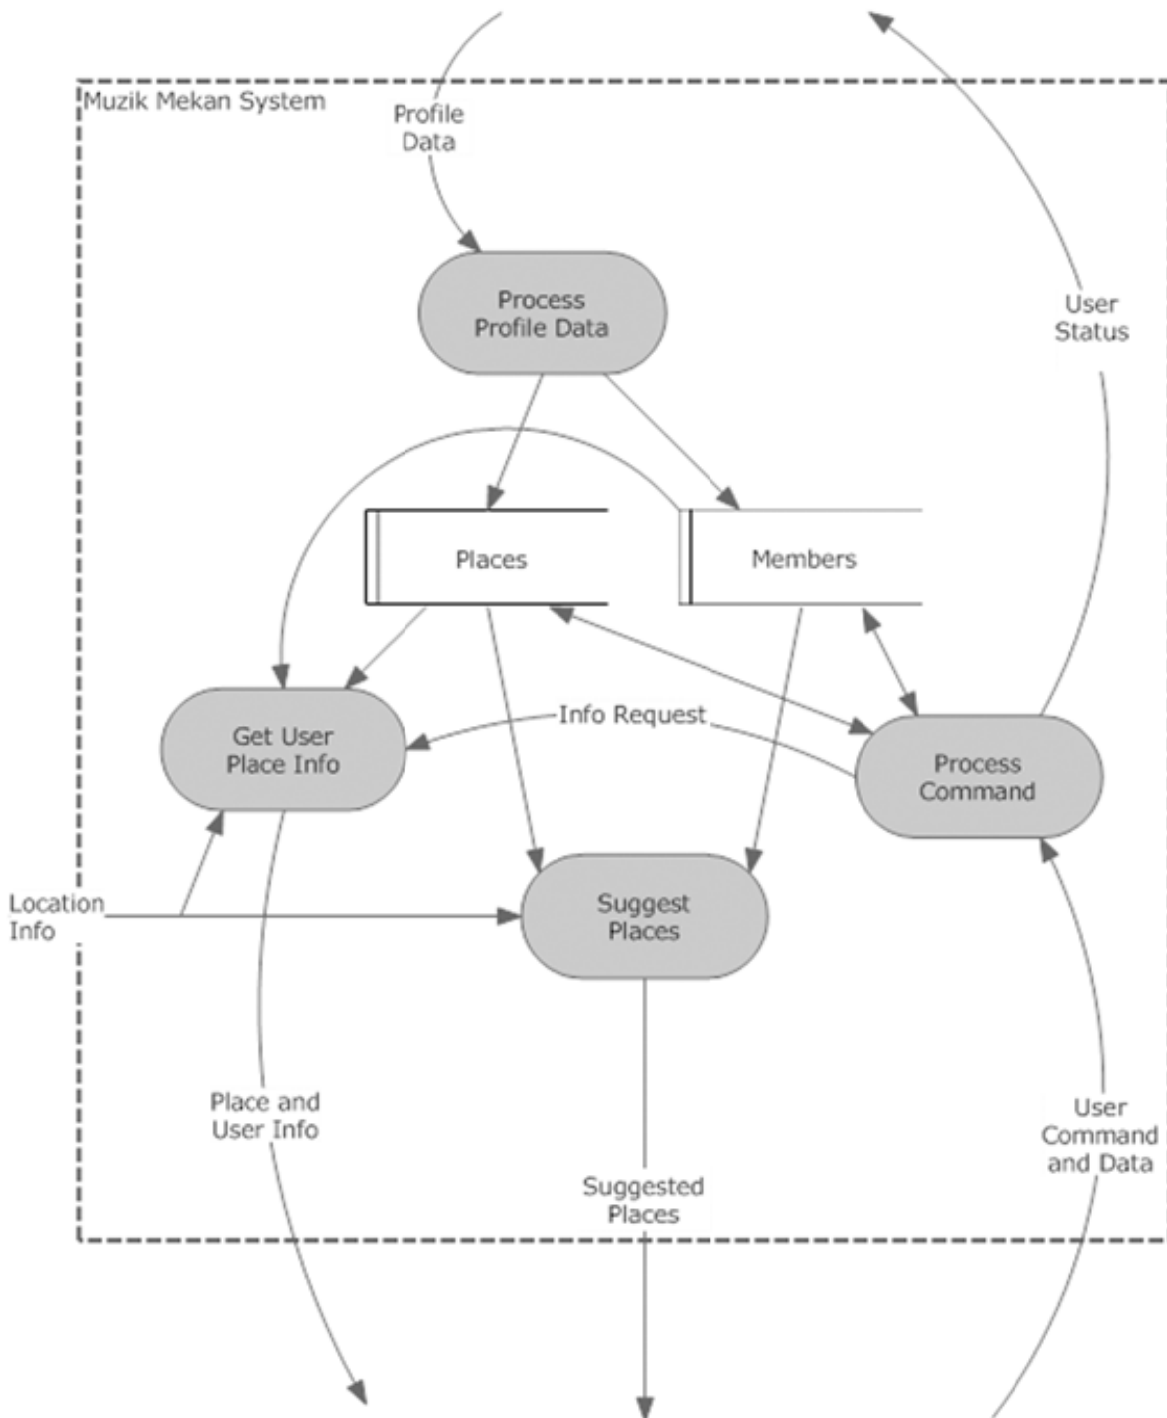 Muzik Mekan System
Profile
Data
Process
Profile Data
User
Status
Places
Members
Info Request
Get User
Place Info
Process
Command
Location
Info
Suggest
Places
Place and
User Info
User
Command
and Data
Suggested
Places